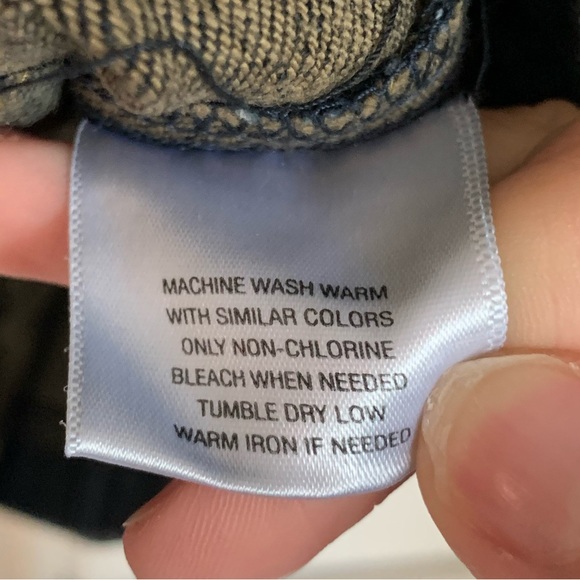 MACHINE WASH WARM
WITH SIMILAR COLORS
ONLY NON-CHLORINE
BLEACH WHEN NEEDED
TUMBLE DRY LOW
WARM IRON IF NEEDED